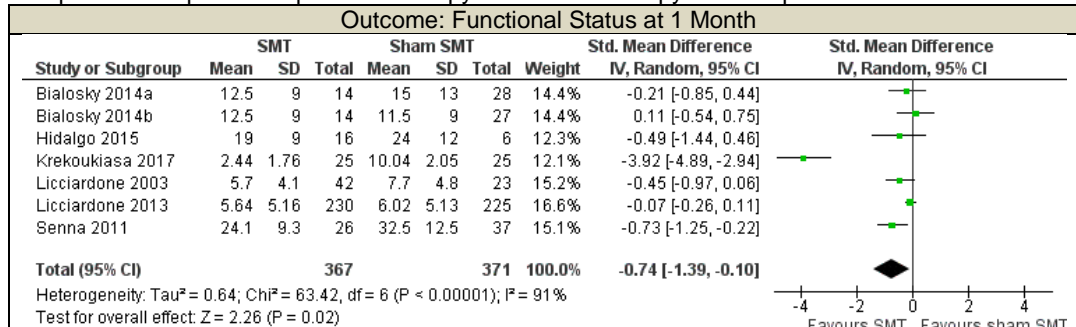 Outcome: Functional Status at 1 Month
SMT Sham SMT Std. Mean Difference Std. Mean Difference
Study or Subgroup Mean SD Total Mean SD Total Weight IV, Random, 95% CI IV, Random, 95% CI
Bialosky 2014a 12.5 9 14 15 13 28 14.4% -0.21 [-0.85, 0.44]
Bialosky 2014b 12.5 9 14 11.5 9 27 14.4% 0.11 [-0.54, 0.75]
Hidalgo 2015 19 9 16 24 12 6 12.3% -0.49 [-1.44, 0.46]
Krekoukiasa 2017 2.44 1.76 25 10.04 2.05 25 12.1% -3.92 [-4.89, -2.94]
Licciardone 2003 5.7 4.1 42 7.7 4.8 23 15.2% -0.45 [-0.97, 0.06]
Licciardone 2013 5.64 5.16 230 6.02 5.13 225 16.6% -0.07 [-0.26, 0.11]
Senna 2011 24.1 9.3 26 32.5 12.5 37 15.1% -0.73 [-1.25, -0.22]
Total (95% CI) 367 371 100.0% -0.74 [-1.39, -0.10]
Heterogeneity: Tau² = 0.64; Chi² = 63.42, df = 6 (P < 0.00001); I² = 91%
Test for overall effect: Z = 2.26 (P = 0.02)
-4 -2 0 2 4
Favours SMT Favours sham SMT